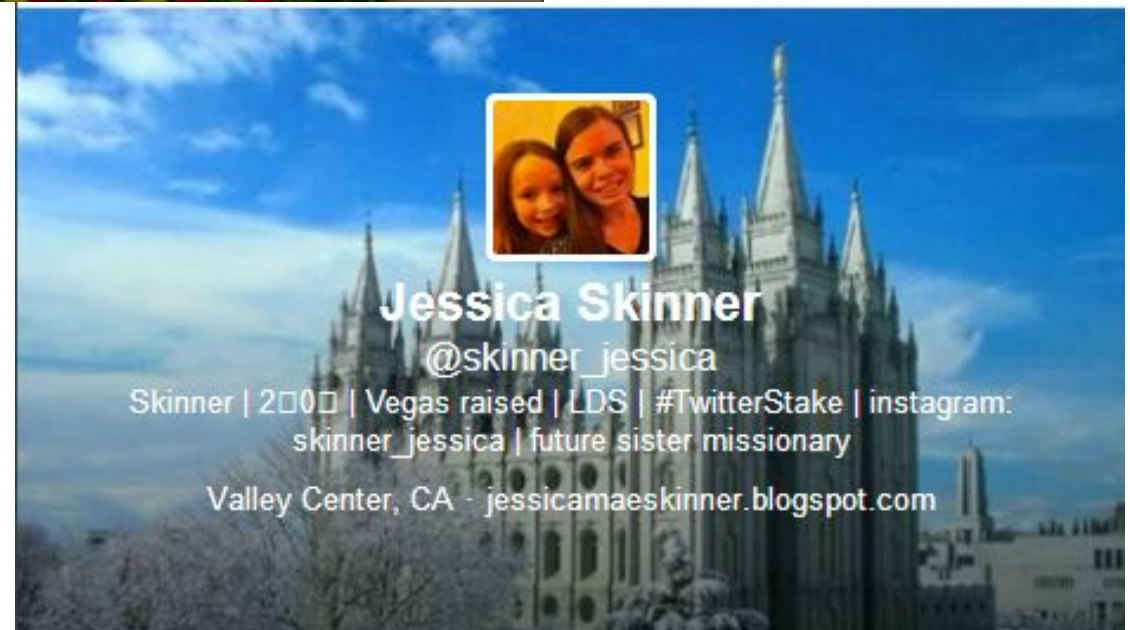 Jessica Skinner
@skinner_jessica
Skinner | 2□0□ | Vegas raised | LDS | #TwitterStake | instagram:
skinner_jessica | future sister missionary
Valley Center, CA · jessicamaeskinner.blogspot.com